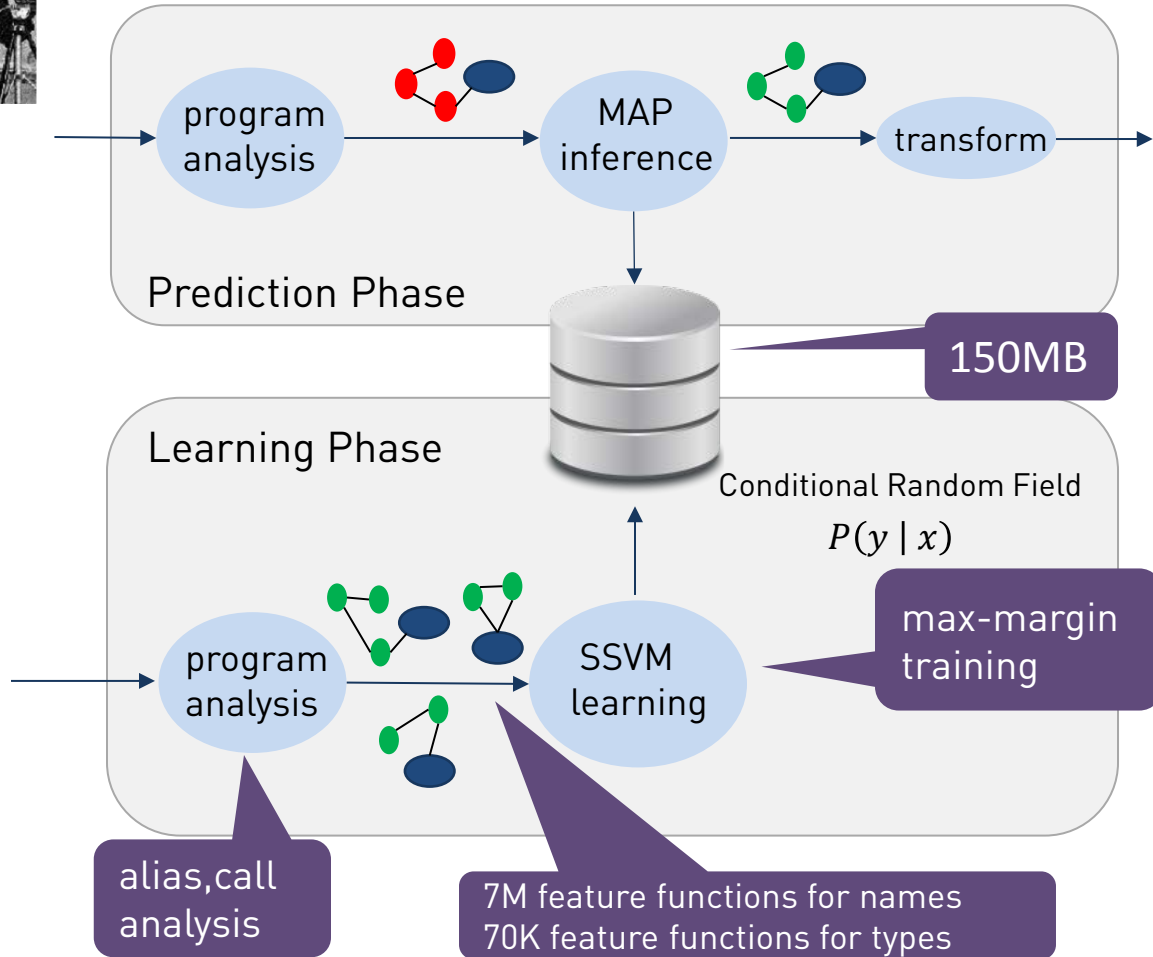 program
analysis
MAP
inference
transform
Prediction Phase
150MB
Learning Phase
Conditional Random Field
P(y | x)
program
analysis
SSVM
learning
max-margin
training
alias,call
analysis
7M feature functions for names
70K feature functions for types